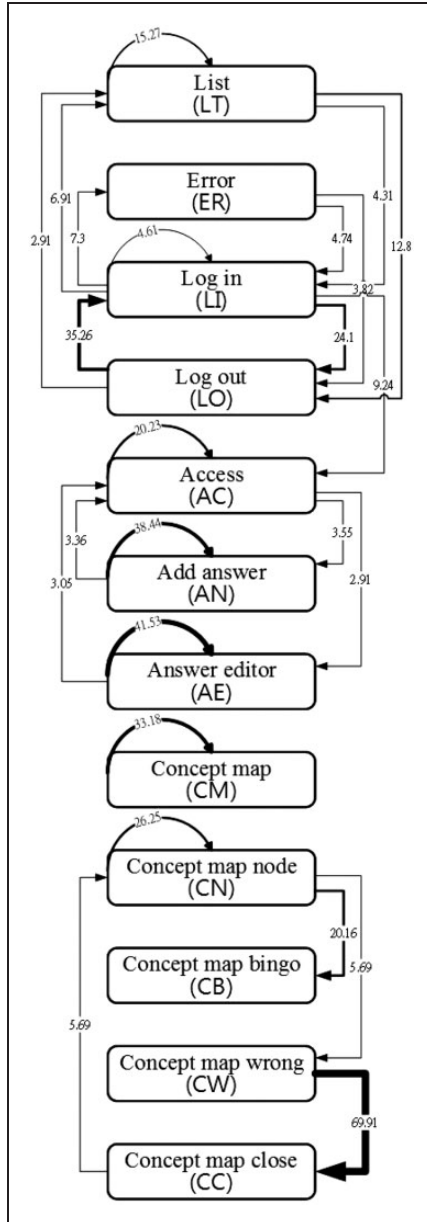 15.27
List
(LT)
Error
(ER)
6.91
4.31
2.91
7.3
4.61
4.74
12.8
Log in
(LI)
3.82
35.26
24.1
Log out
(LO)
9.24
20.23
Access
(AC)
3.36
38.44
3.55
Add answer
(AN)
3.05
2.91
41.53
Answer editor
(AE)
33.18
Concept map
(CM)
26.25
Concept map node
(CN)
20.16
Concept map bingo
(CB)
5.69
5.69
Concept map wrong
(CW)
69.91
Concept map close
(CC)